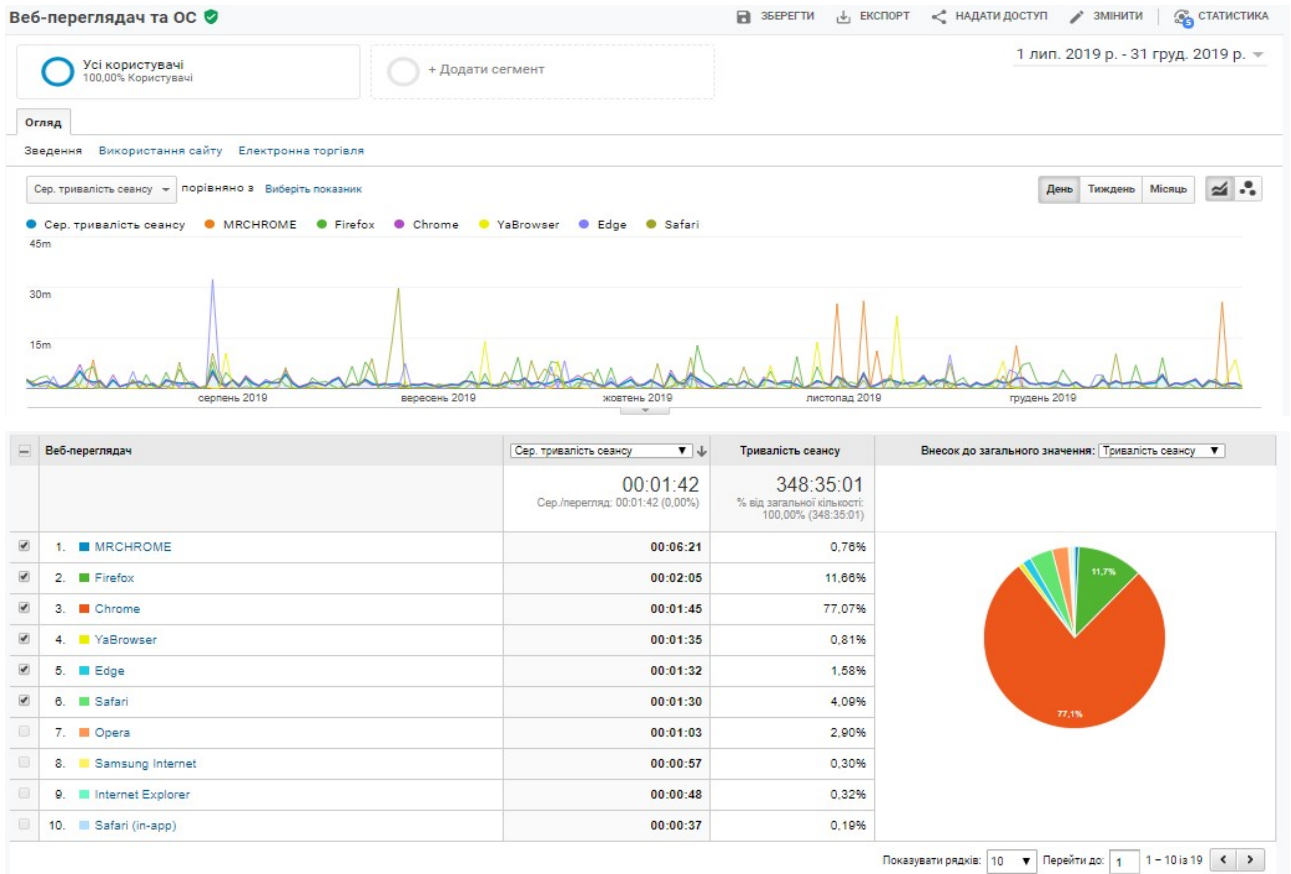 Веб-переглядач та ОС
ЗБЕРЕГТИ ЕКСПОРТ НАДАТИ ДОСТУП ЗМІНИТИ СТАТИСТИКА
Усі користувачі
100,00% Користувачі
+ Додати сегмент
1 лип. 2019 р. - 31 груд. 2019 р.
Огляд
Зведення Використання сайту Електронна торгівля
Сер. тривалість сеансу порівняно з Виберіть показник
День Тиждень Місяць
Сер. тривалість сеансу MRCHROME Firefox Chrome YaBrowser Edge Safari
45m
30m
15m
серпень 2019 вересень 2019 жовтень 2019 листопад 2019 грудень 2019
Веб-переглядач Сер. тривалість сеансу Тривалість сеансу Внесок до загального значення: Тривалість сеансу
00:01:42 348:35:01
Сер./перегляд: 00:01:42 (0,00%) % від загальної кількості:
100,00% (348:35:01)
1. MRCHROME 00:06:21 0,76%
2. Firefox 00:02:05 11,66%
3. Chrome 00:01:45 77,07%
4. YaBrowser 00:01:35 0,81%
5. Edge 00:01:32 1,58%
6. Safari 00:01:30 4,09%
7. Opera 00:01:03 2,90%
8. Samsung Internet 00:00:57 0,30%
9. Internet Explorer 00:00:48 0,32%
10. Safari (in-app) 00:00:37 0,19%
11,7%
77,1%
Показувати рядків: 10 Перейти до: 1 1 – 10 із 19